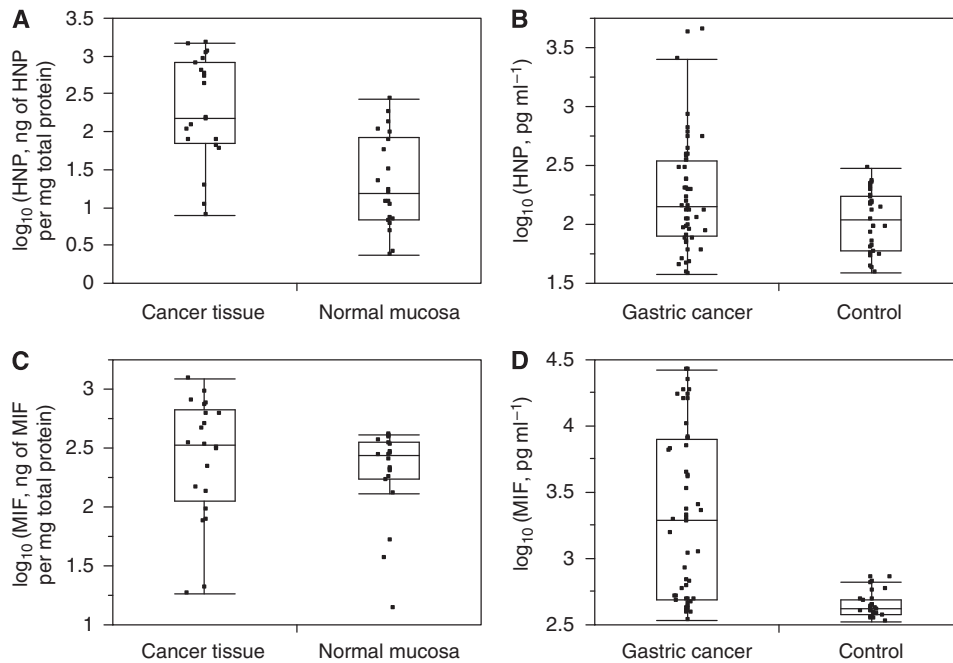 A
log10 (HNP, ng of HNP
per mg total protein)
3.5
3
2.5
2
1.5
1
0.5
0
Cancer tissue
Normal mucosa
B
log10 (HNP, pg ml−1)
3.5
3
2.5
2
1.5
Gastric cancer
Control
C
log10 (MIF, ng of MIF
per mg total protein)
3
2.5
2
1.5
1
Cancer tissue
Normal mucosa
D
log10 (MIF, pg ml−1)
4.5
4
3.5
3
2.5
Gastric cancer
Control